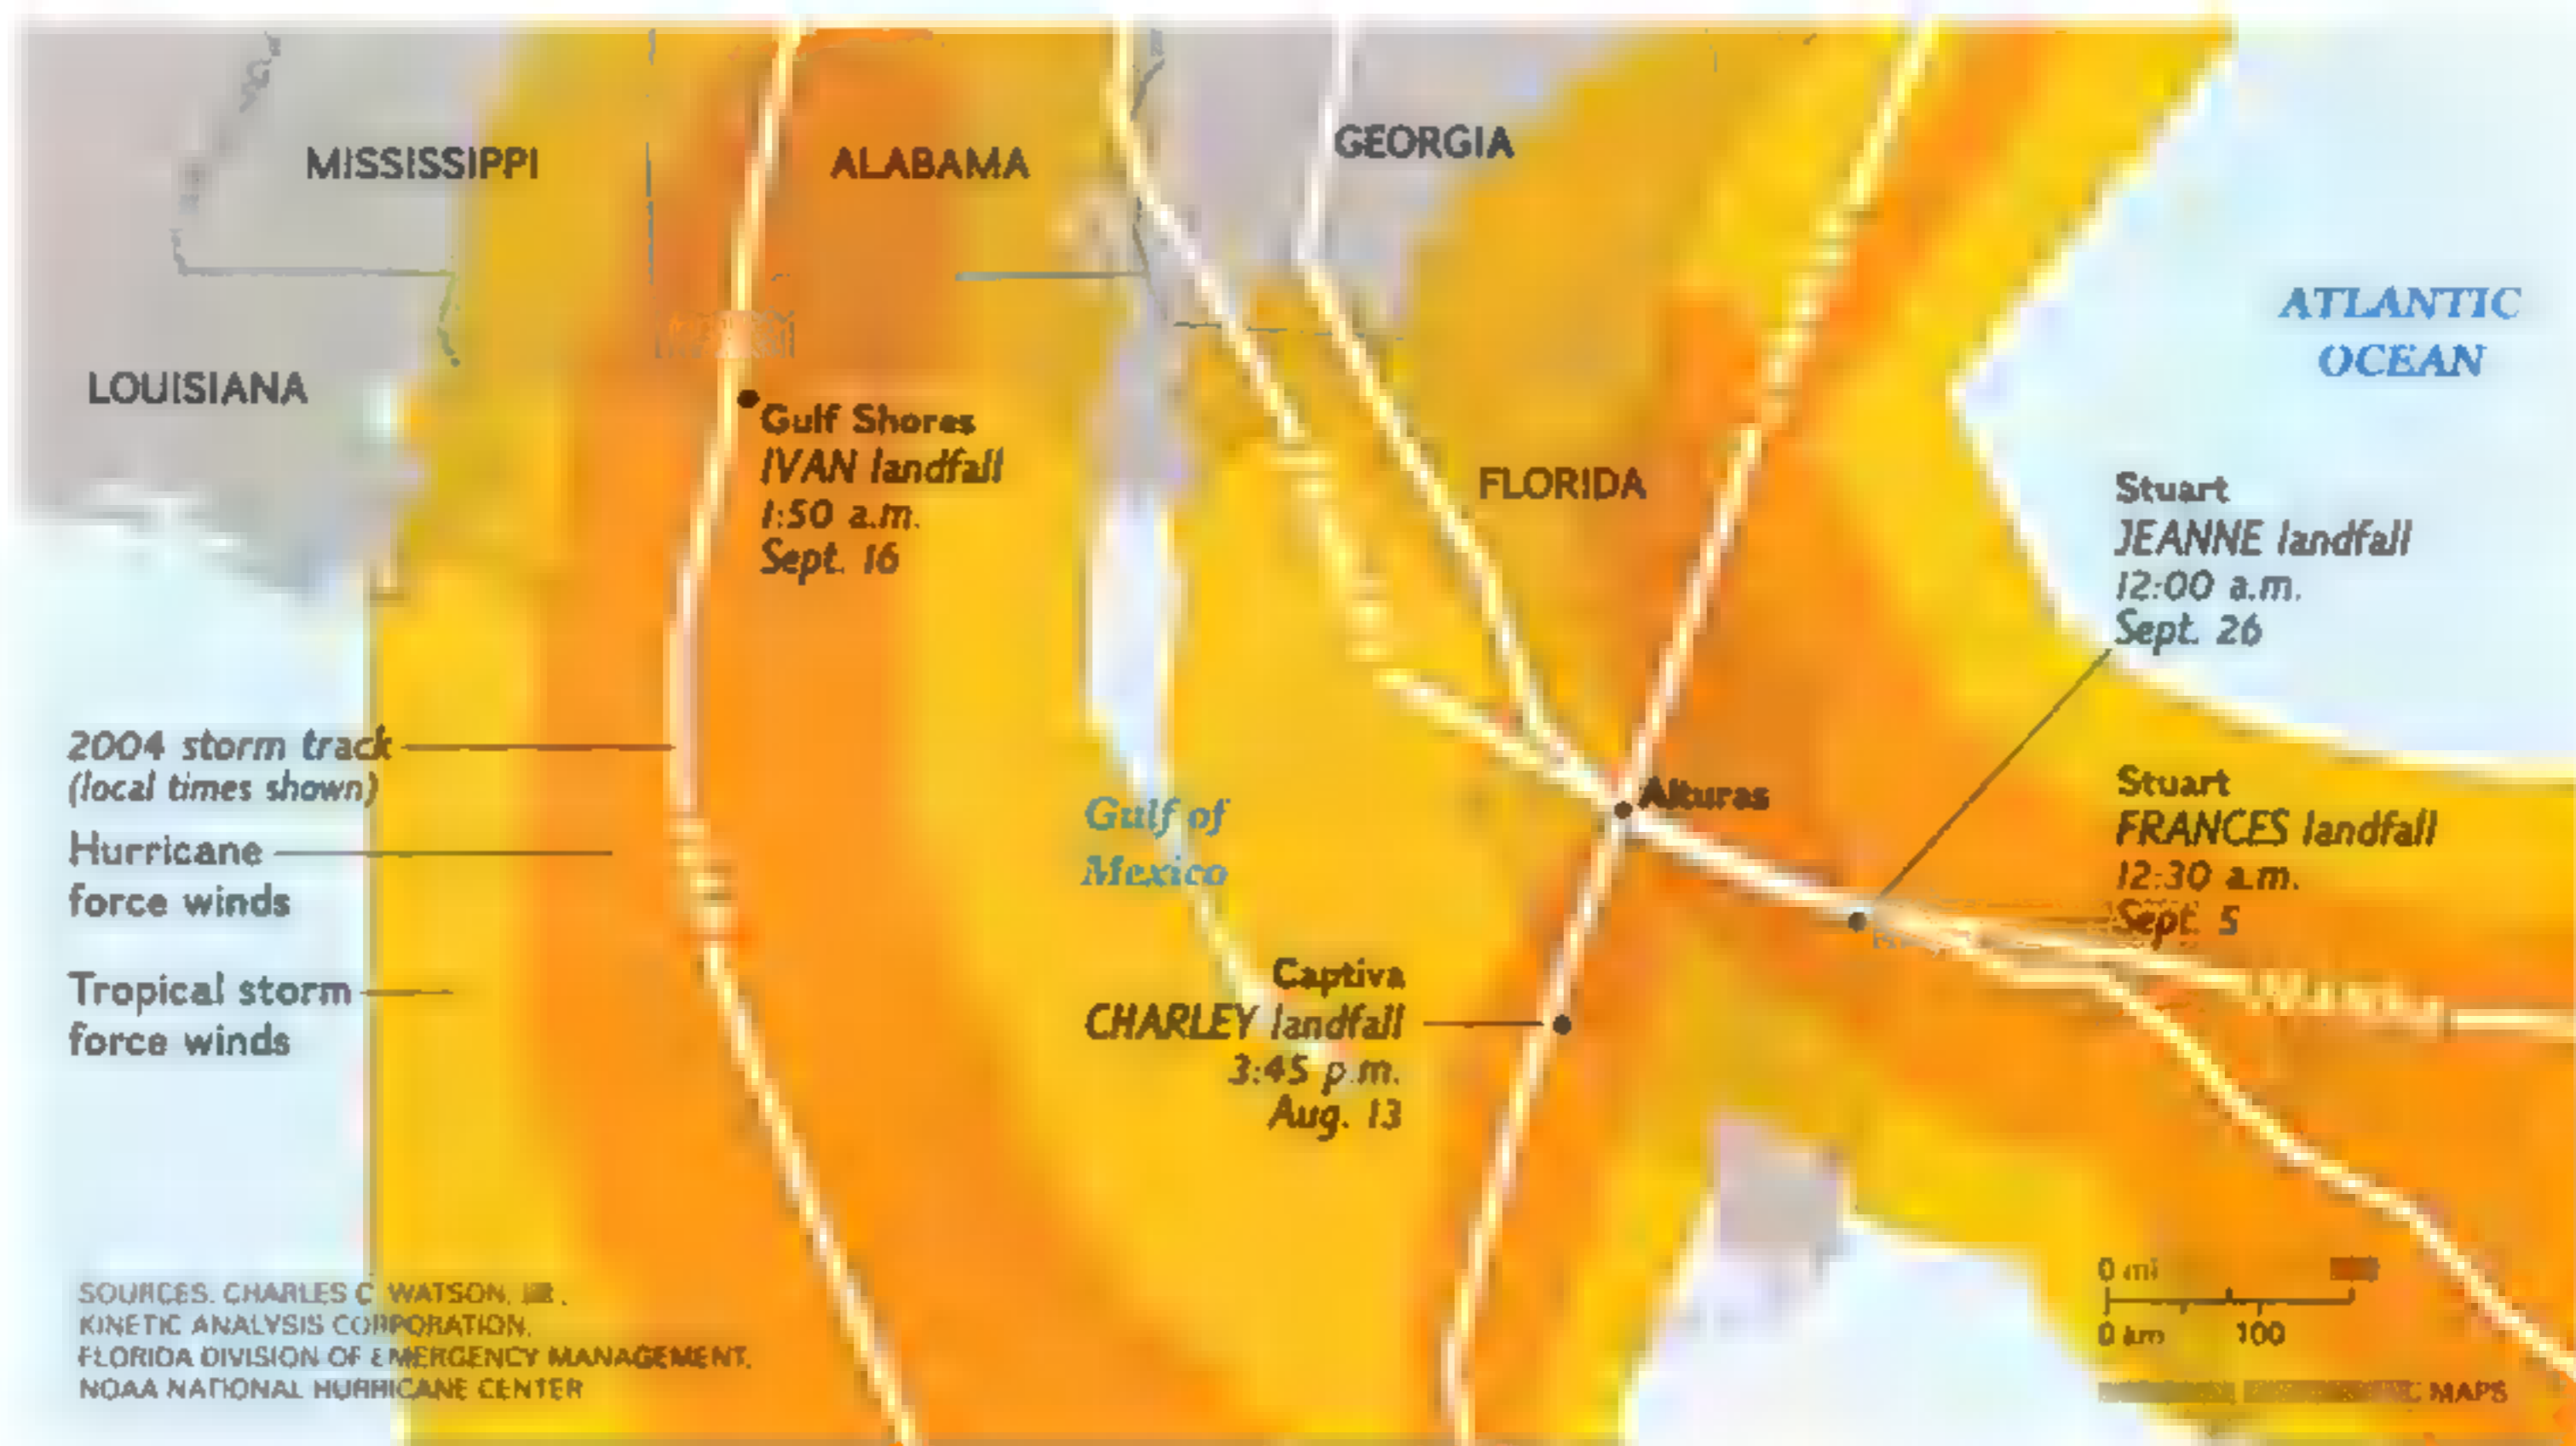 MISSISSIPPI
ALABAMA
GEORGIA
ATLANTIC
OCEAN
LOUISIANA
Gulf Shores
IVAN landfall
1:50 a.m.
Sept. 16
FLORIDA
Stuart
JEANNE landfall
12:00 a.m.
Sept. 26
2004 storm track
(local times shown)
Hurricane
force winds
Tropical storm
force winds
Gulf of
Mexico
Alturas
Stuart
FRANCES landfall
12:30 a.m.
Sept. 5
Captiva
CHARLEY landfall
3:45 p.m.
Aug. 13
SOURCES. CHARLES C WATSON,
KINETIC ANALYSIS CORPORATION,
FLORIDA DIVISION OF EMERGENCY MANAGEMENT,
NOAA NATIONAL HURRICANE CENTER
0 mi
0 km 100
MAPS